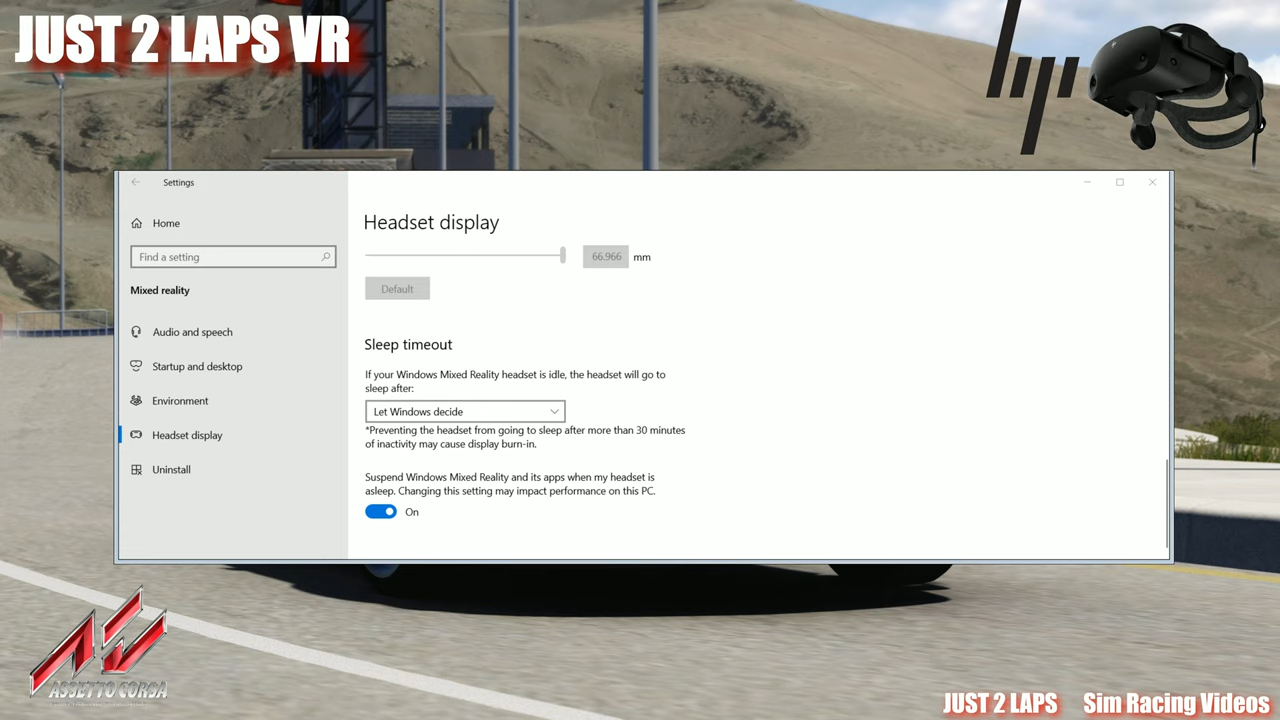 JUST 2 LAPS VR
hp
Settings
Home
Find a setting
Mixed reality
Audio and speech
Startup and desktop
Environment
Headset display
Uninstall
Headset display
66.966 mm
Default
Sleep timeout
If your Windows Mixed Reality headset is idle, the headset will go to
sleep after:
Let Windows decide
*Preventing the headset from going to sleep after more than 30 minutes
of inactivity may cause display burn-in.
Suspend Windows Mixed Reality and its apps when my headset is
asleep. Changing this setting may impact performance on this PC.
On
ASSETTO CORSA
JUST 2 LAPS Sim Racing Videos